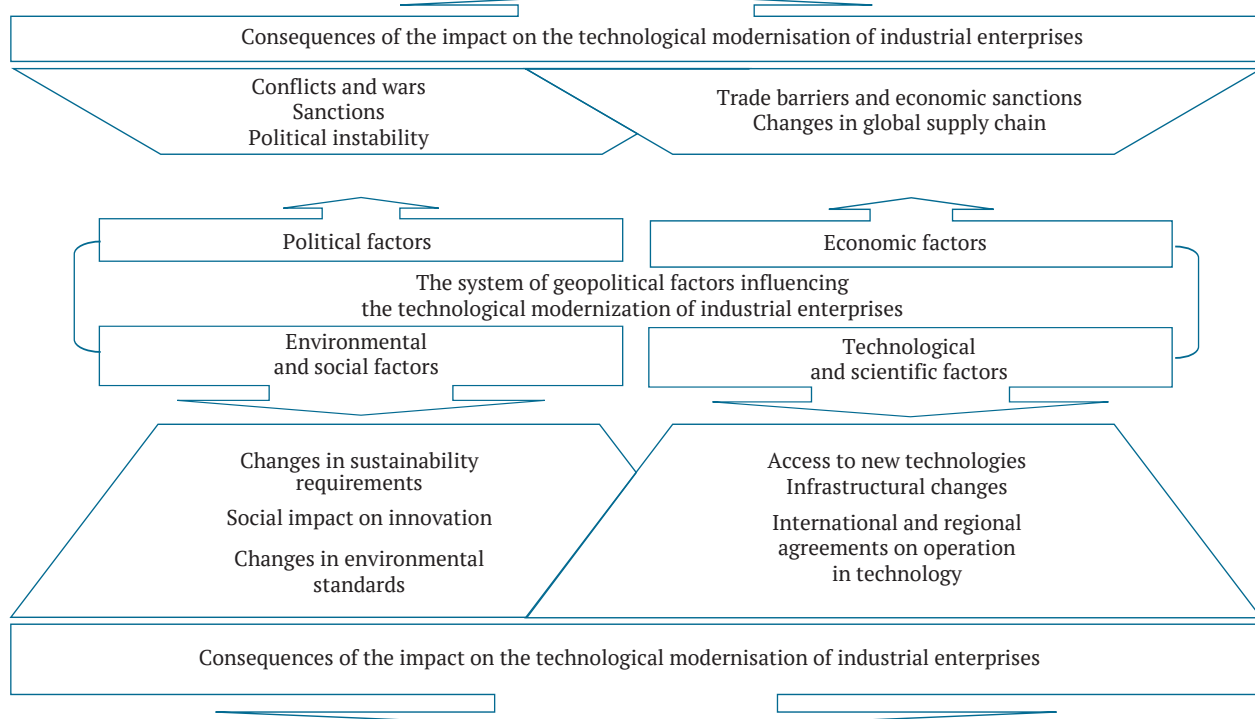 Consequences of the impact on the technological modernisation of industrial enterprises
Conflicts and wars
Sanctions
Political instability
Trade barriers and economic sanctions
Changes in global supply chain
Political factors
Economic factors
The system of geopolitical factors influencing
the technological modernization of industrial enterprises
Environmental
and social factors
Technological
and scientific factors
Changes in sustainability
requirements
Social impact on innovation
Changes in environmental
standards
Access to new technologies
Infrastructural changes
International and regional
agreements on operation
in technology
Consequences of the impact on the technological modernisation of industrial enterprises